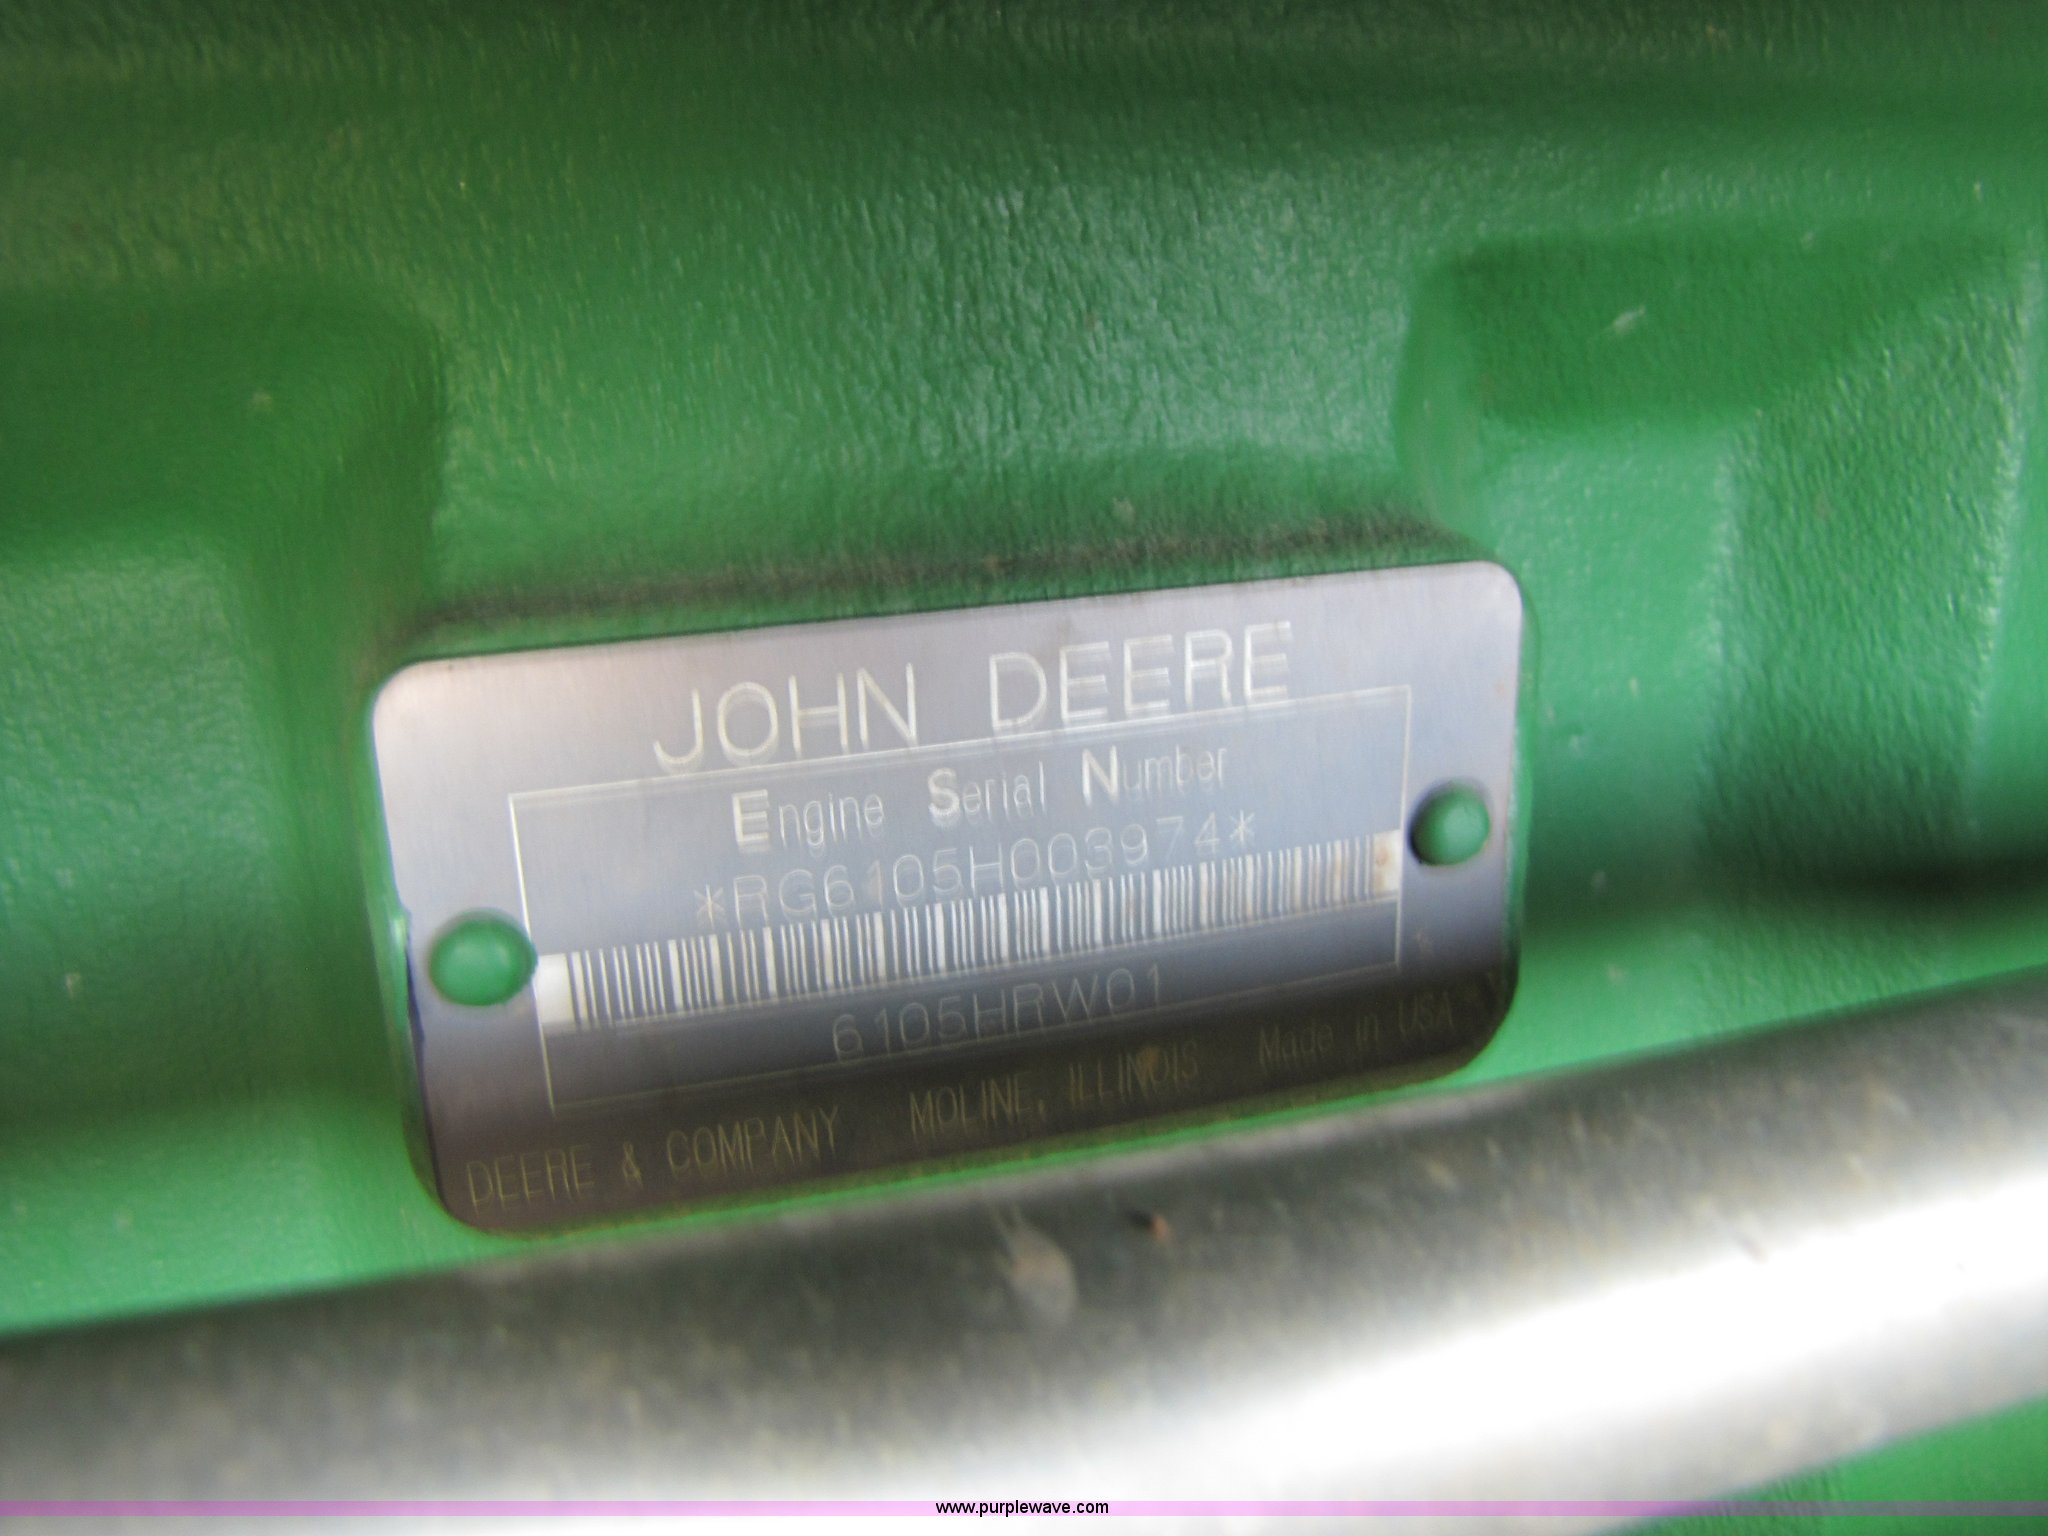 JOHN DEERE
Engine Serial Number
*RG6105H003974*
6105HRW01
DEERE & COMPANY MOLINE, ILLINOIS Made in USA
www.purplewave.com